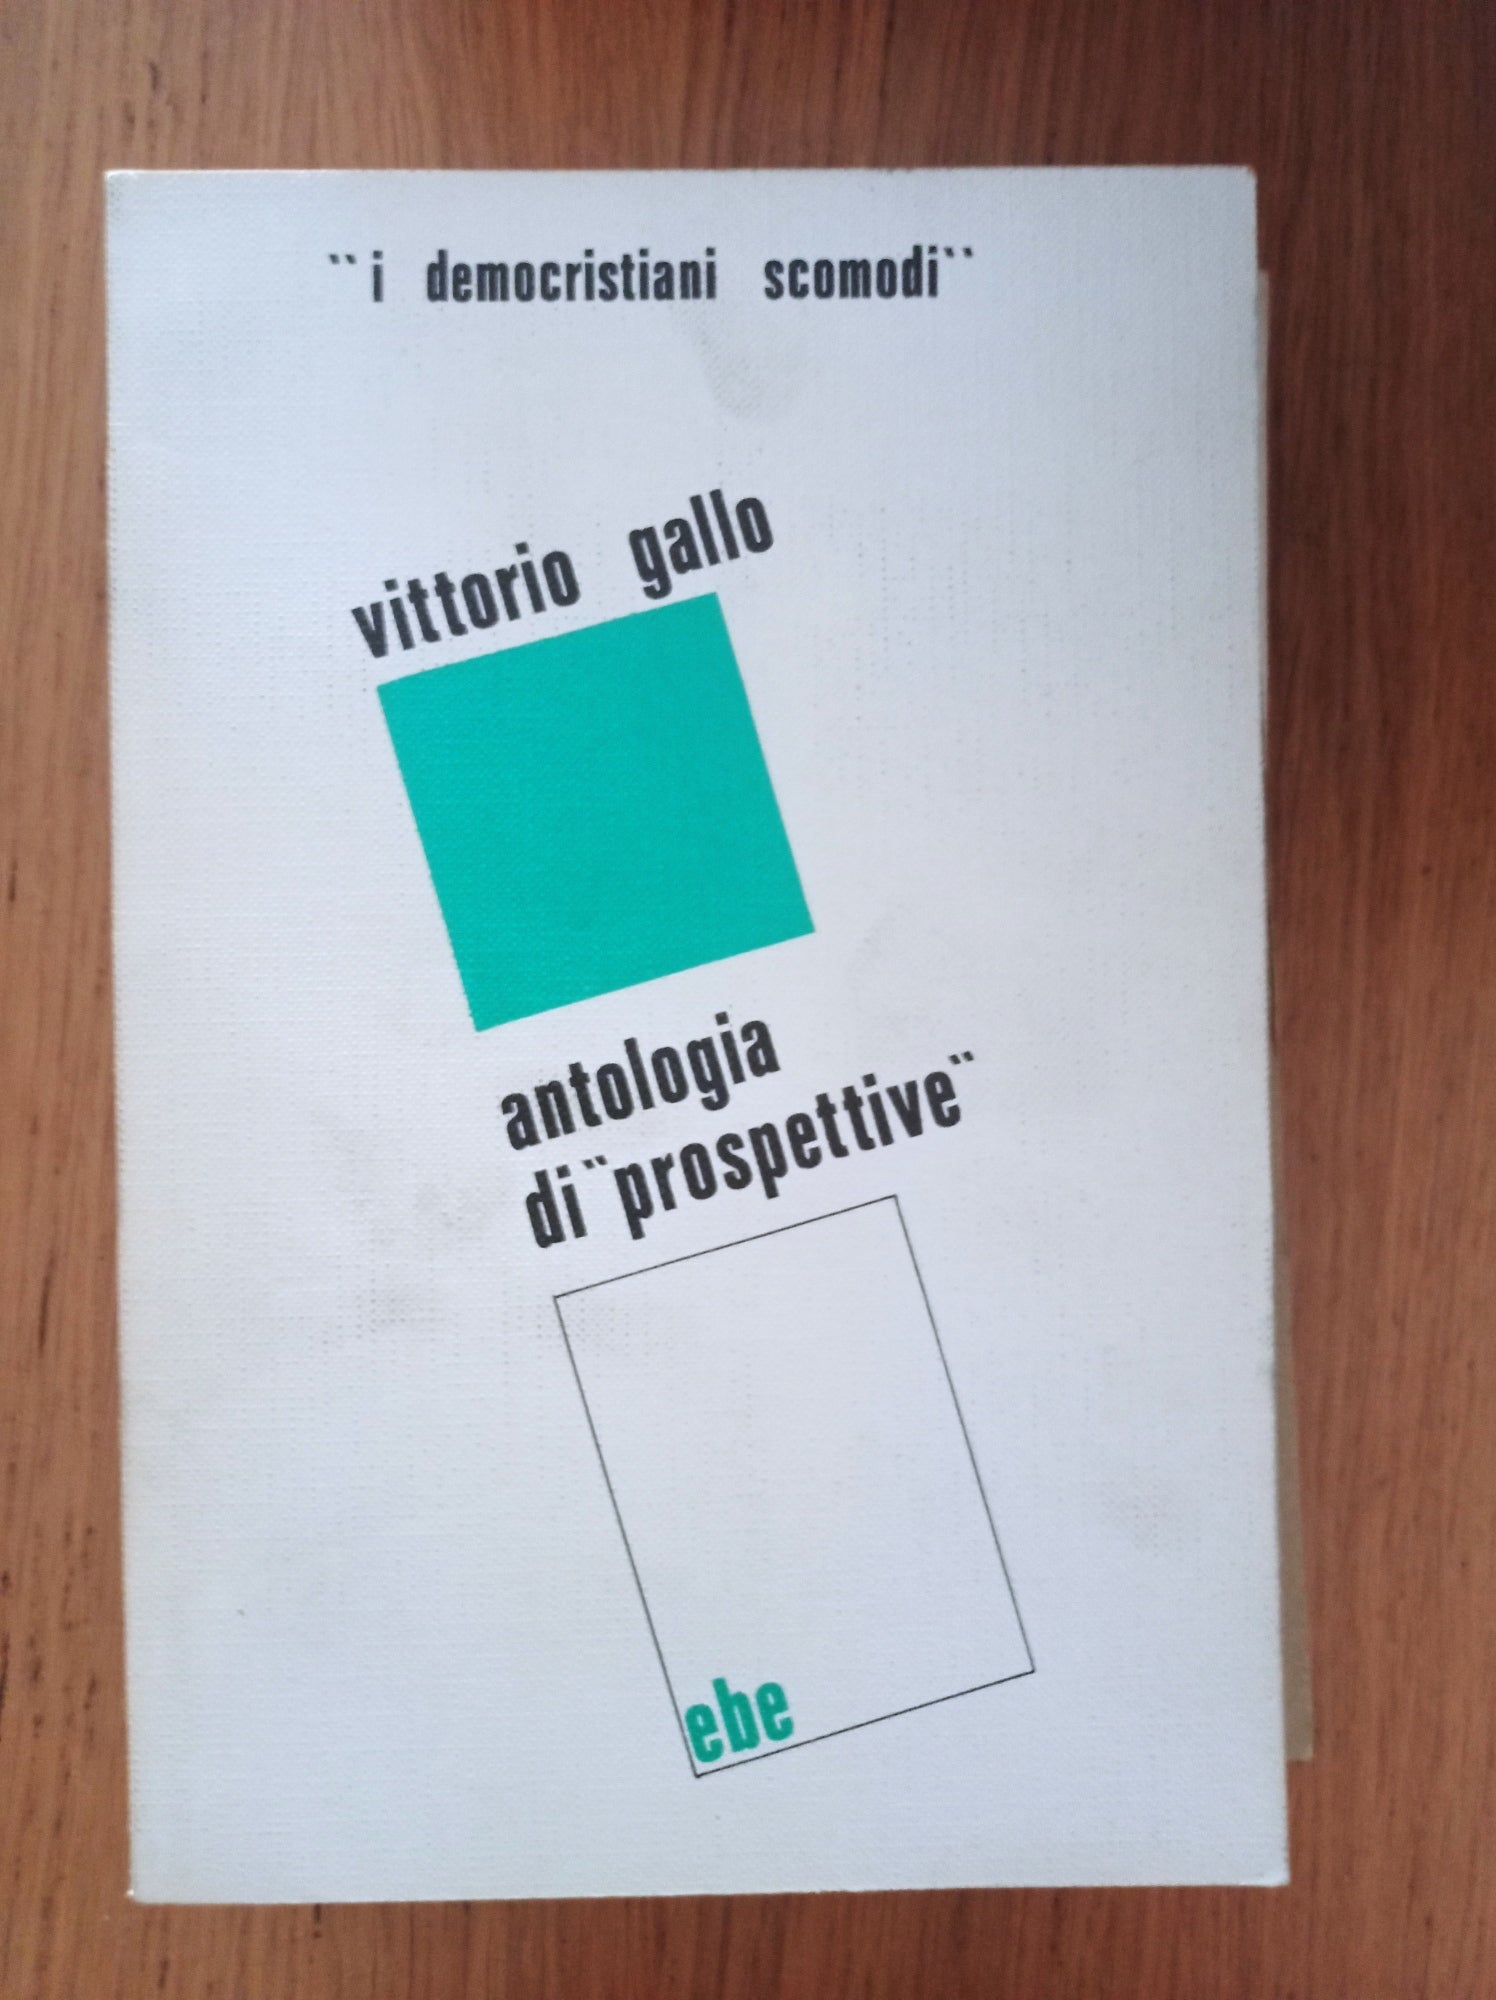 "i democristiani scomodi"
vittorio gallo
antologia
di "prospettive"
ebe